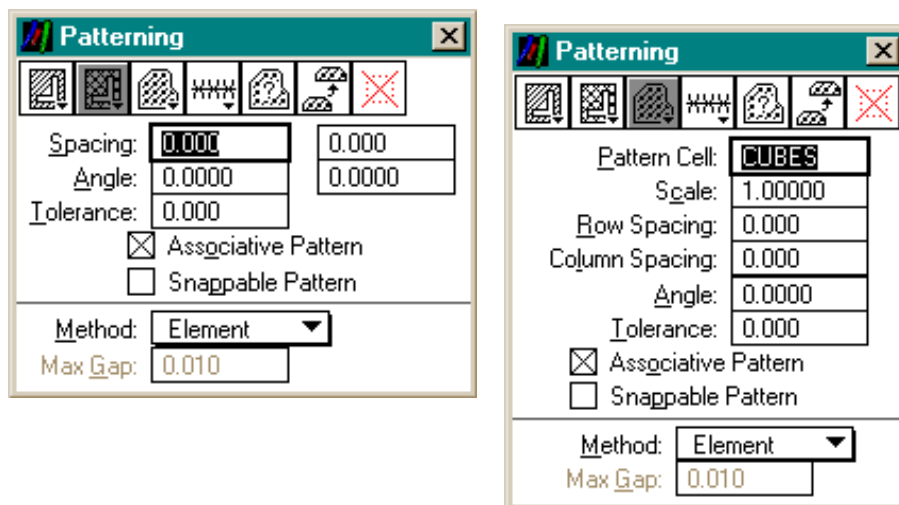 Patterning
Spacing: 0.000 0.000
Angle: 0.0000 0.0000
Tolerance: 0.000
Associative Pattern
Snappable Pattern
Method: Element
Max Gap: 0.010
Patterning
Pattern Cell: CUBES
Scale: 1.00000
Row Spacing: 0.000
Column Spacing: 0.000
Angle: 0.0000
Tolerance: 0.000
Associative Pattern
Snappable Pattern
Method: Element
Max Gap: 0.010